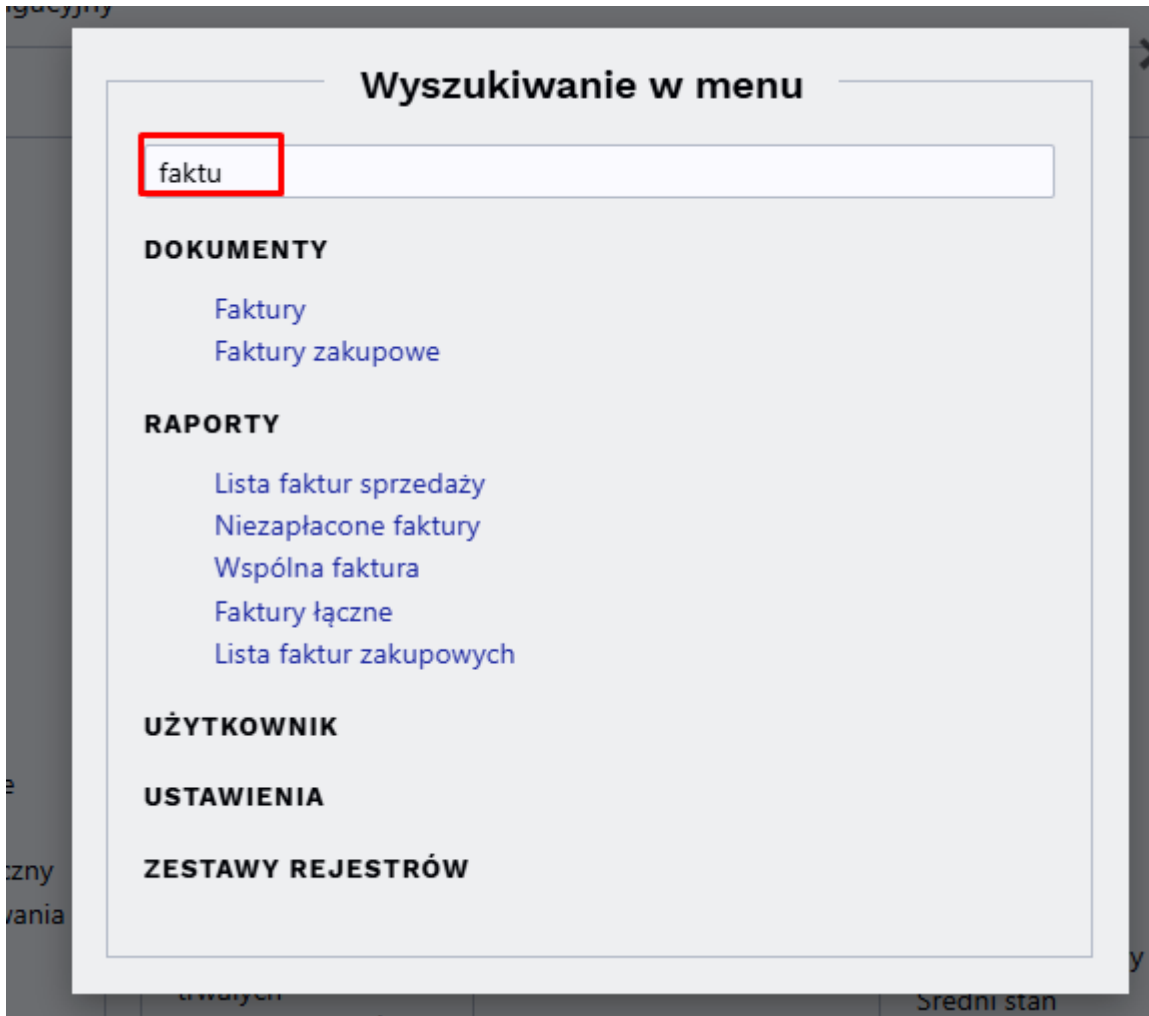 Wyszukiwanie w menu
faktu
DOKUMENTY
Faktury
Faktury zakupowe
RAPORTY
Lista faktur sprzedaży
Niezapłacone faktury
Wspólna faktura
Faktury łączne
Lista faktur zakupowych
UŻYTKOWNIK
USTAWIENIA
ZESTAWY REJESTRÓW
trwałych
Średni stan